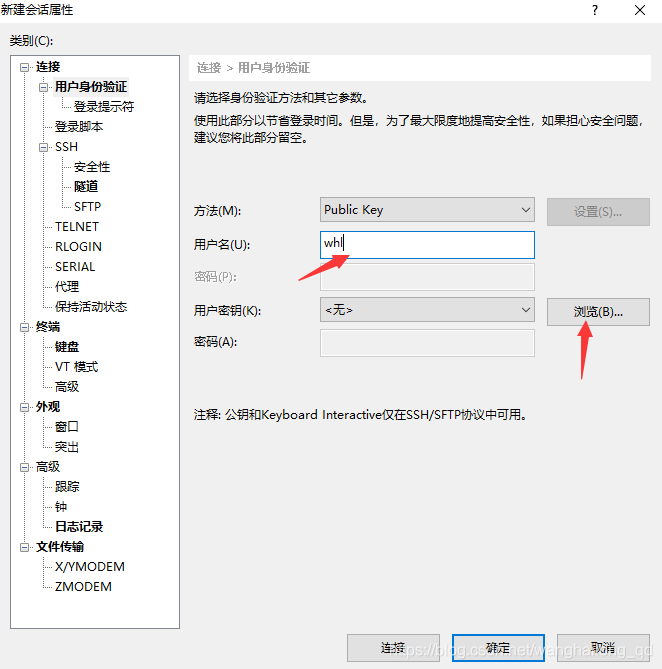 新建会话属性
?
类别(C):
连接
用户身份验证
登录提示符
登录脚本
SSH
安全性
隧道
SFTP
TELNET
RLOGIN
SERIAL
代理
保持活动状态
终端
键盘
VT 模式
高级
外观
窗口
突出
高级
跟踪
钟
日志记录
文件传输
X/YMODEM
ZMODEM
连接 > 用户身份验证
请选择身份验证方法和其它参数。
使用此部分以节省登录时间。但是，为了最大限度地提高安全性，如果担心安全问题，
建议您将此部分留空。
方法(M):
Public Key
设置(S)...
用户名(U):
whl
密码(P):
用户密钥(K):
<无>
浏览(B)...
密码(A):
注释: 公钥和Keyboard Interactive仅在SSH/SFTP协议中可用。
连接
确定
取消